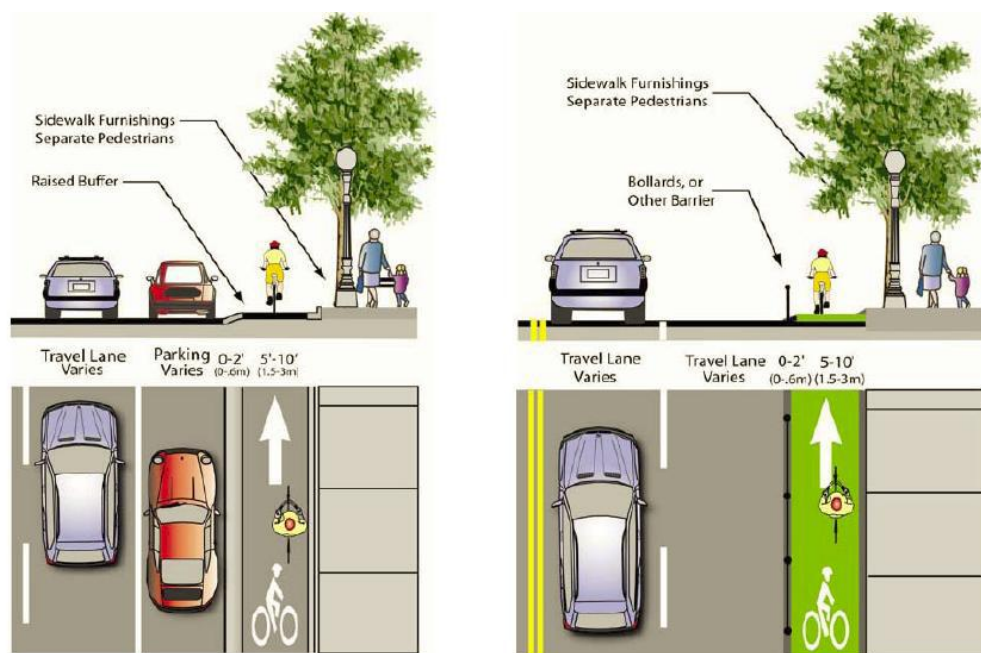 Sidewalk Furnishings
Separate Pedestrians
Raised Buffer
Travel Lane
Varies
Parking
Varies
0-2'
(0-.6m)
5'-10'
(1.5-3m)
Sidewalk Furnishings
Separate Pedestrians
Bollards, or
Other Barrier
Travel Lane
Varies
Travel Lane
Varies
0-2'
(0-.6m)
5-10'
(1.5-3m)